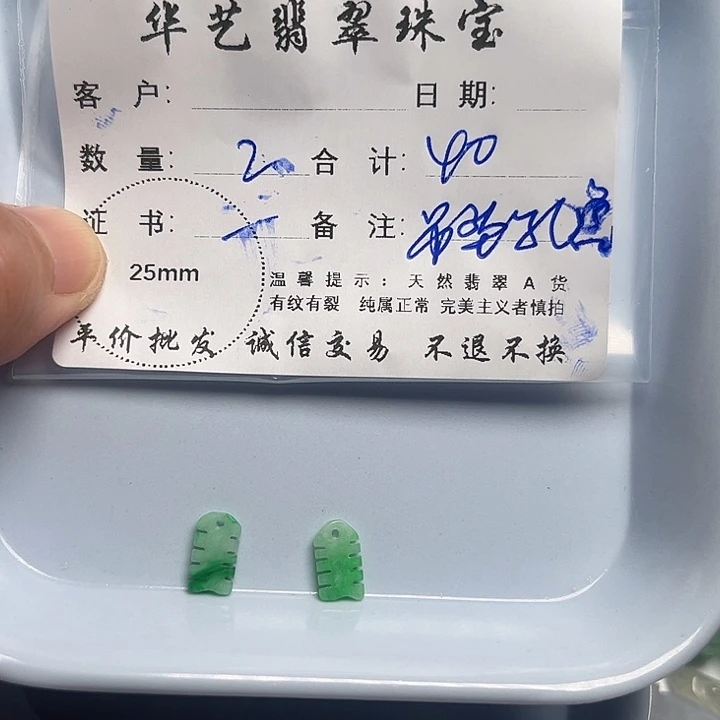 华艺翡翠珠宝
客 户: 日 期:
数 量: 2 合 计: 40
证 书: 一 备 注:
25mm
温馨提示: 天然翡翠A货
有纹有裂 纯属正常 完美主义者慎拍
平价批发 诚信交易 不退不换